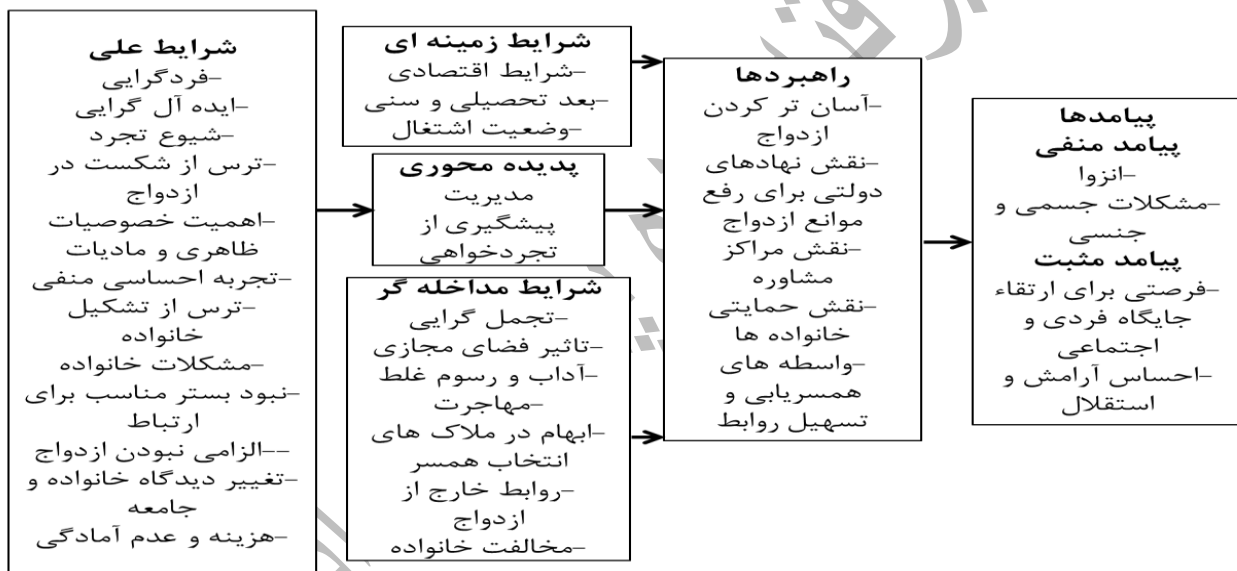 شرایط علی
-فردگرایی
-ایده آل گرایی
-شیوع تجرد
-ترس از شکست در
ازدواج
-اهمیت خصوصیات
ظاهری و مادیات
-تجربه احساسی منفی
-ترس از تشکیل
خانواده
-مشکلات خانواده
-نبود بستر مناسب برای
ارتباط
--الزامی نبودن ازدواج
-تغییر دیدگاه خانواده و
جامعه
-هزینه و عدم آمادگی
شرایط زمینه ای
-شرایط اقتصادی
-بعد تحصیلی و سنی
-وضعیت اشتغال
پدیده محوری
مدیریت
پیشگیری از
تجردخواهی
شرایط مداخله گر
-تجمل گرایی
-تاثیر فضای مجازی
-آداب و رسوم غلط
-مهاجرت
-ابهام در ملاک های
انتخاب همسر
-روابط خارج از
ازدواج
-مخالفت خانواده
راهبردها
-آسان تر کردن
ازدواج
-نقش نهادهای
دولتی برای رفع
موانع ازدواج
-نقش مراکز
مشاوره
-نقش حمایتی
خانواده ها
-واسطه های
همسریابی و
تسهیل روابط
پیامدها
پیامد منفی
-انزوا
-مشکلات جسمی و
جنسی
پیامد مثبت
-فرصتی برای ارتقاء
جایگاه فردی و
اجتماعی
-احساس آرامش و
استقلال